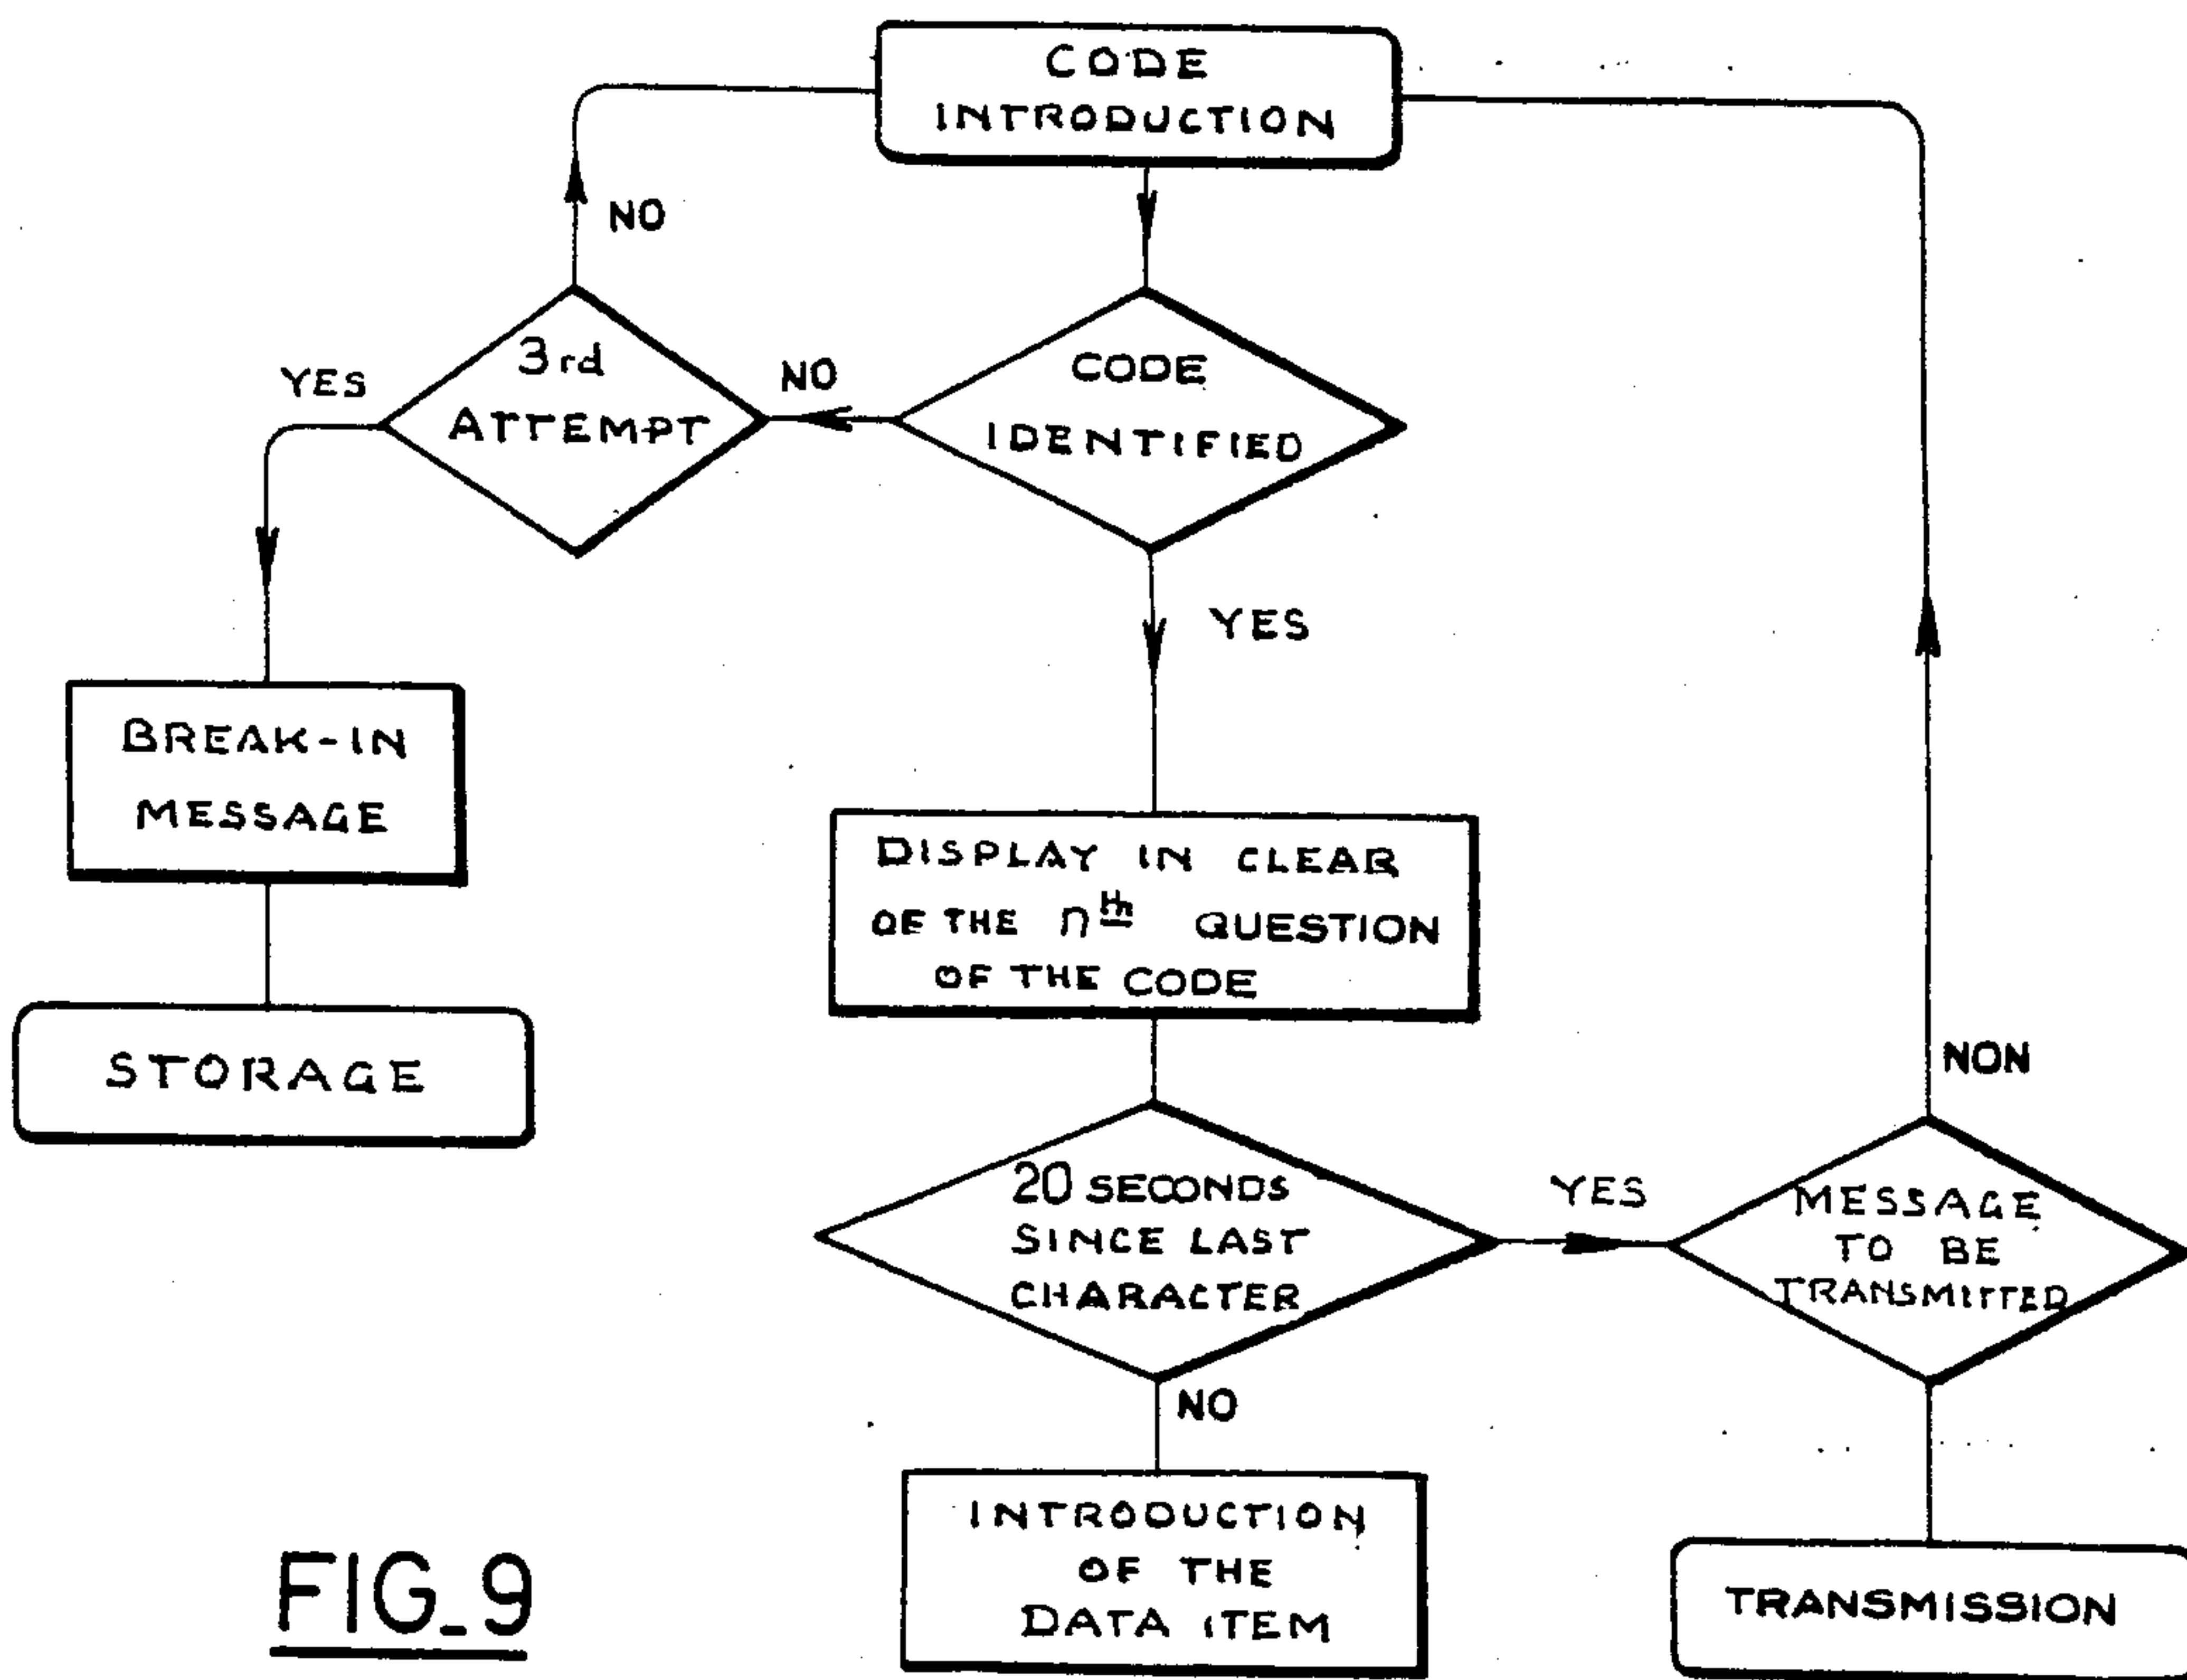 CODE
INTRODUCTION
NO
3rd
ATTEMPT
YES
NO
CODE
IDENTIFIED
YES
BREAK-IN
MESSAGE
STORAGE
DISPLAY IN CLEAR
OF THE nth QUESTION
OF THE CODE
20 SECONDS
SINCE LAST
CHARACTER
YES
NON
MESSAGE
TO BE
TRANSMITTED
NO
INTRODUCTION
OF THE
DATA ITEM
TRANSMISSION
FIG_9